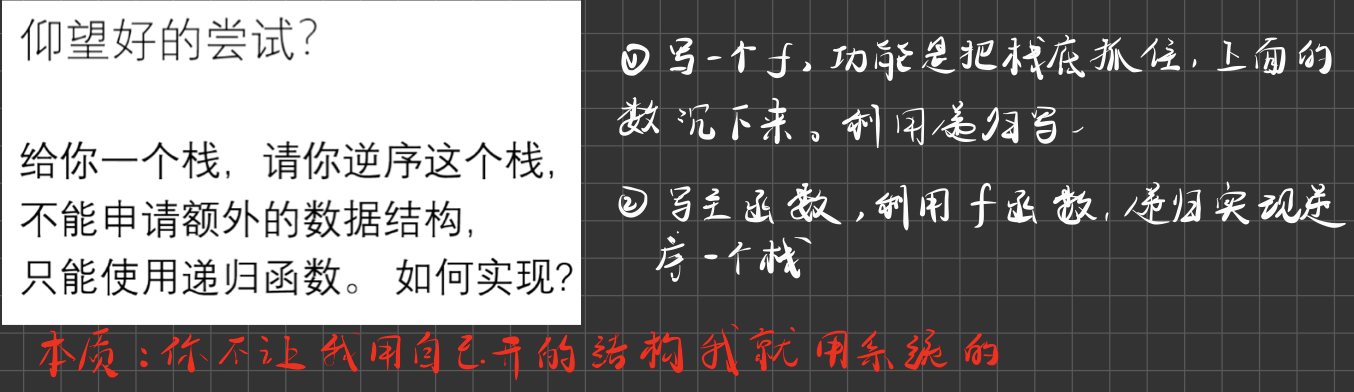 仰望好的尝试?
给你一个栈, 请你逆序这个栈,
不能申请额外的数据结构,
只能使用递归函数。 如何实现?
① 写一个f, 功能是把栈底抓住, 上面的
数沉下来。利用递归写
② 写主函数, 利用f函数, 递归实现逆
序一个栈
本质:你不让我用自己开的结构我就用系统的